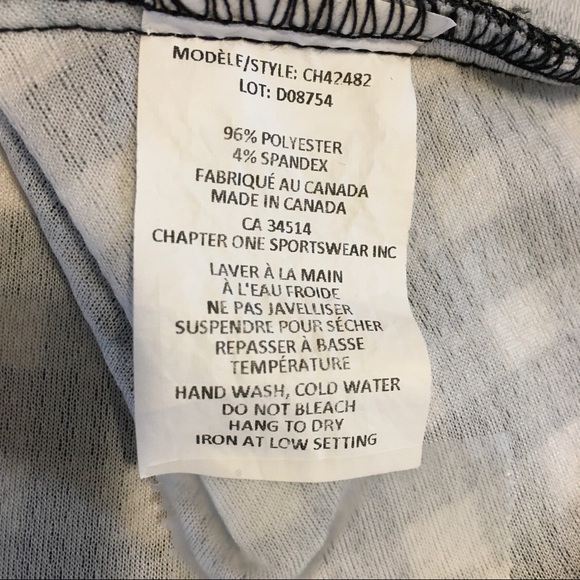 MODÈLE/STYLE: CH42482
LOT: D08754
96% POLYESTER
4% SPANDEX
FABRIQUÉ AU CANADA
MADE IN CANADA
CA 34514
CHAPTER ONE SPORTSWEAR INC
LAVER À LA MAIN
À L'EAU FROIDE
NE PAS JAVELLISER
SUSPENDRE POUR SÉCHER
REPASSER À BASSE
TEMPÉRATURE
HAND WASH, COLD WATER
DO NOT BLEACH
HANG TO DRY
IRON AT LOW SETTING